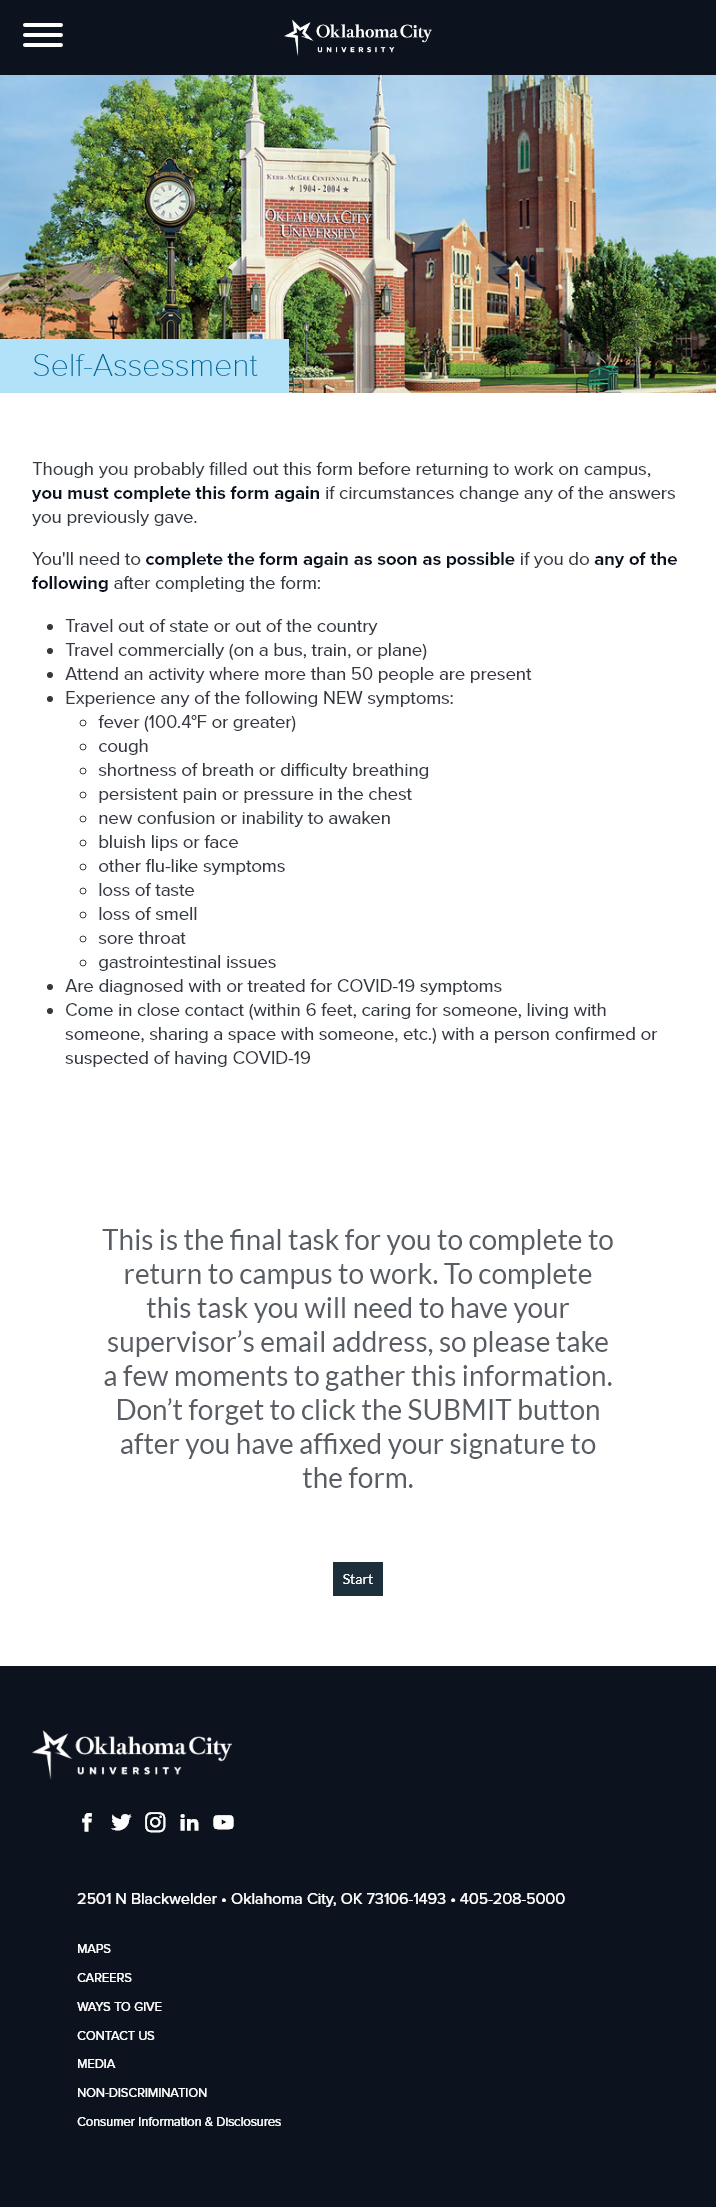 Oklahoma City
UNIVERSITY
KERR-MCGEE CENTENNIAL PLAZA
★ 1904-2004 ★
OKLAHOMA CITY
UNIVERSITY
Self-Assessment
Though you probably filled out this form before returning to work on campus,
you must complete this form again if circumstances change any of the answers
you previously gave.
You'll need to complete the form again as soon as possible if you do any of the
following after completing the form:
• Travel out of state or out of the country
• Travel commercially (on a bus, train, or plane)
• Attend an activity where more than 50 people are present
• Experience any of the following NEW symptoms:
◦ fever (100.4°F or greater)
◦ cough
◦ shortness of breath or difficulty breathing
◦ persistent pain or pressure in the chest
◦ new confusion or inability to awaken
◦ bluish lips or face
◦ other flu-like symptoms
◦ loss of taste
◦ loss of smell
◦ sore throat
◦ gastrointestinal issues
• Are diagnosed with or treated for COVID-19 symptoms
• Come in close contact (within 6 feet, caring for someone, living with
someone, sharing a space with someone, etc.) with a person confirmed or
suspected of having COVID-19
This is the final task for you to complete to
return to campus to work. To complete
this task you will need to have your
supervisor’s email address, so please take
a few moments to gather this information.
Don’t forget to click the SUBMIT button
after you have affixed your signature to
the form.
Start
Oklahoma City
UNIVERSITY
2501 N Blackwelder • Oklahoma City, OK 73106-1493 • 405-208-5000
MAPS
CAREERS
WAYS TO GIVE
CONTACT US
MEDIA
NON-DISCRIMINATION
Consumer Information & Disclosures